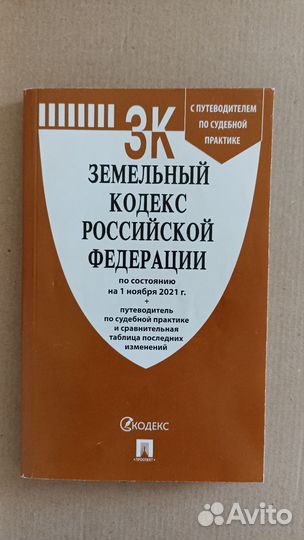 ЗК
С ПУТЕВОДИТЕЛЕМ
ПО СУДЕБНОЙ
ПРАКТИКЕ
ЗЕМЕЛЬНЫЙ
КОДЕКС
РОССИЙСКОЙ
ФЕДЕРАЦИИ
по состоянию
на 1 ноября 2021 г.
+
путеводитель
по судебной практике
и сравнительная
таблица последних
изменений
КОДЕКС
•ПРОСПЕКТ•
Avito